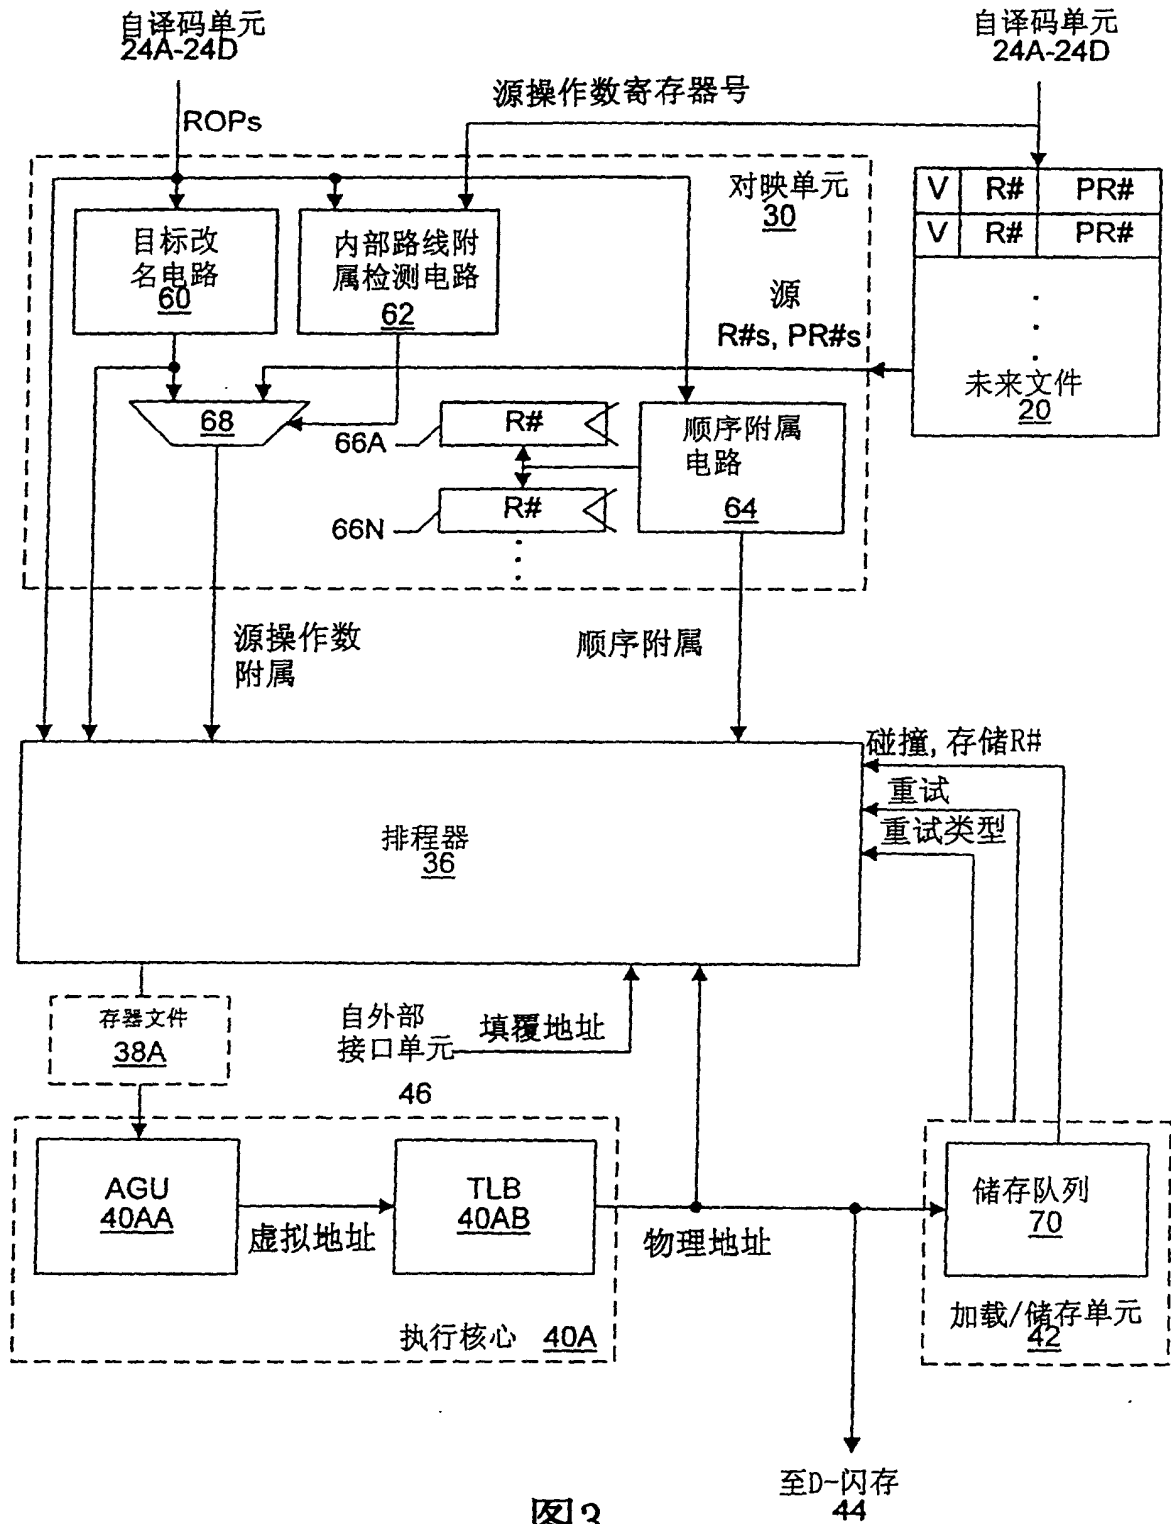 自译码单元
24A-24D
自译码单元
24A-24D
ROPs
源操作数寄存器号
V R# PR#
V R# PR#
未来文件
20
对映单元
30
目标改
名电路
60
内部路线附
属检测电路
62
源
R#s, PR#s
68
66A
R#
66N
R#
顺序附属
电路
64
源操作数
附属
顺序附属
排程器
36
碰撞, 存储R#
重试
重试类型
存器文件
38A
自外部
接口单元
46
填覆地址
AGU
40AA
虚拟地址
TLB
40AB
物理地址
执行核心 40A
储存队列
70
加载/储存单元
42
至D-闪存
44
图3